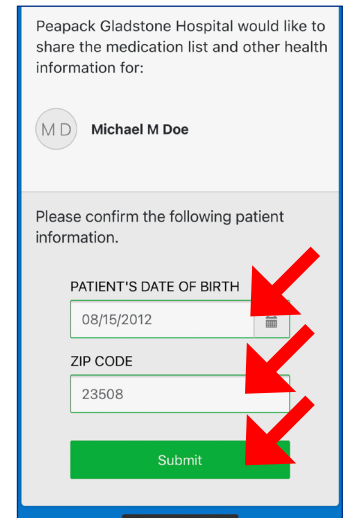 Peapack Gladstone Hospital would like to
share the medication list and other health
information for:
M D
Michael M Doe
Please confirm the following patient
information.
PATIENT'S DATE OF BIRTH
08/15/2012
ZIP CODE
23508
Submit